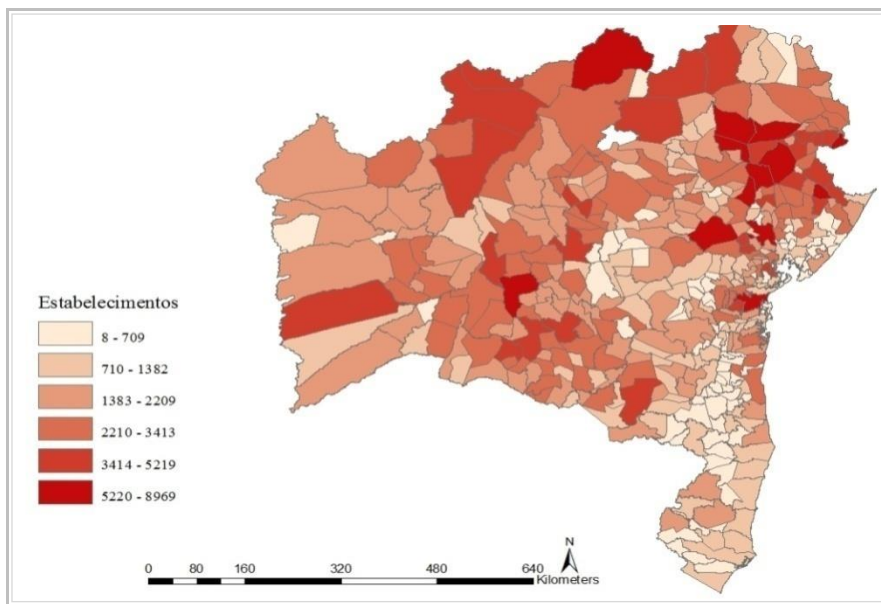 Estabelecimentos
8 - 709
710 - 1382
1383 - 2209
2210 - 3413
3414 - 5219
5220 - 8969
N
0 80 160 320 480 640
Kilometers